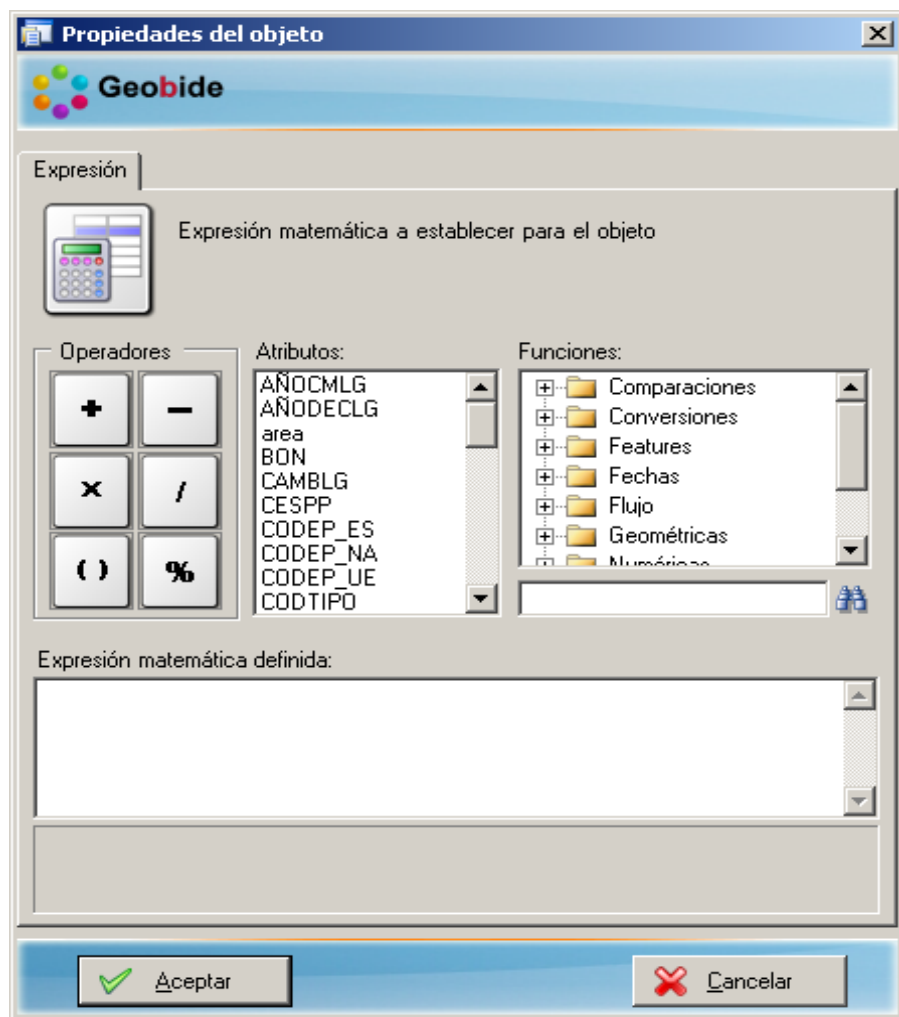 Propiedades del objeto
Geobide
Expresión
Expresión matemática a establecer para el objeto
Operadores
+ −
× /
( ) %
Atributos:
AÑOCMLG
AÑODECLG
area
BON
CAMBLG
CESPP
CODEP_ES
CODEP_NA
CODEP_UE
CODTIPO
Funciones:
Comparaciones
Conversiones
Features
Fechas
Flujo
Geométricas
Numéricas
Expresión matemática definida:
Aceptar
Cancelar